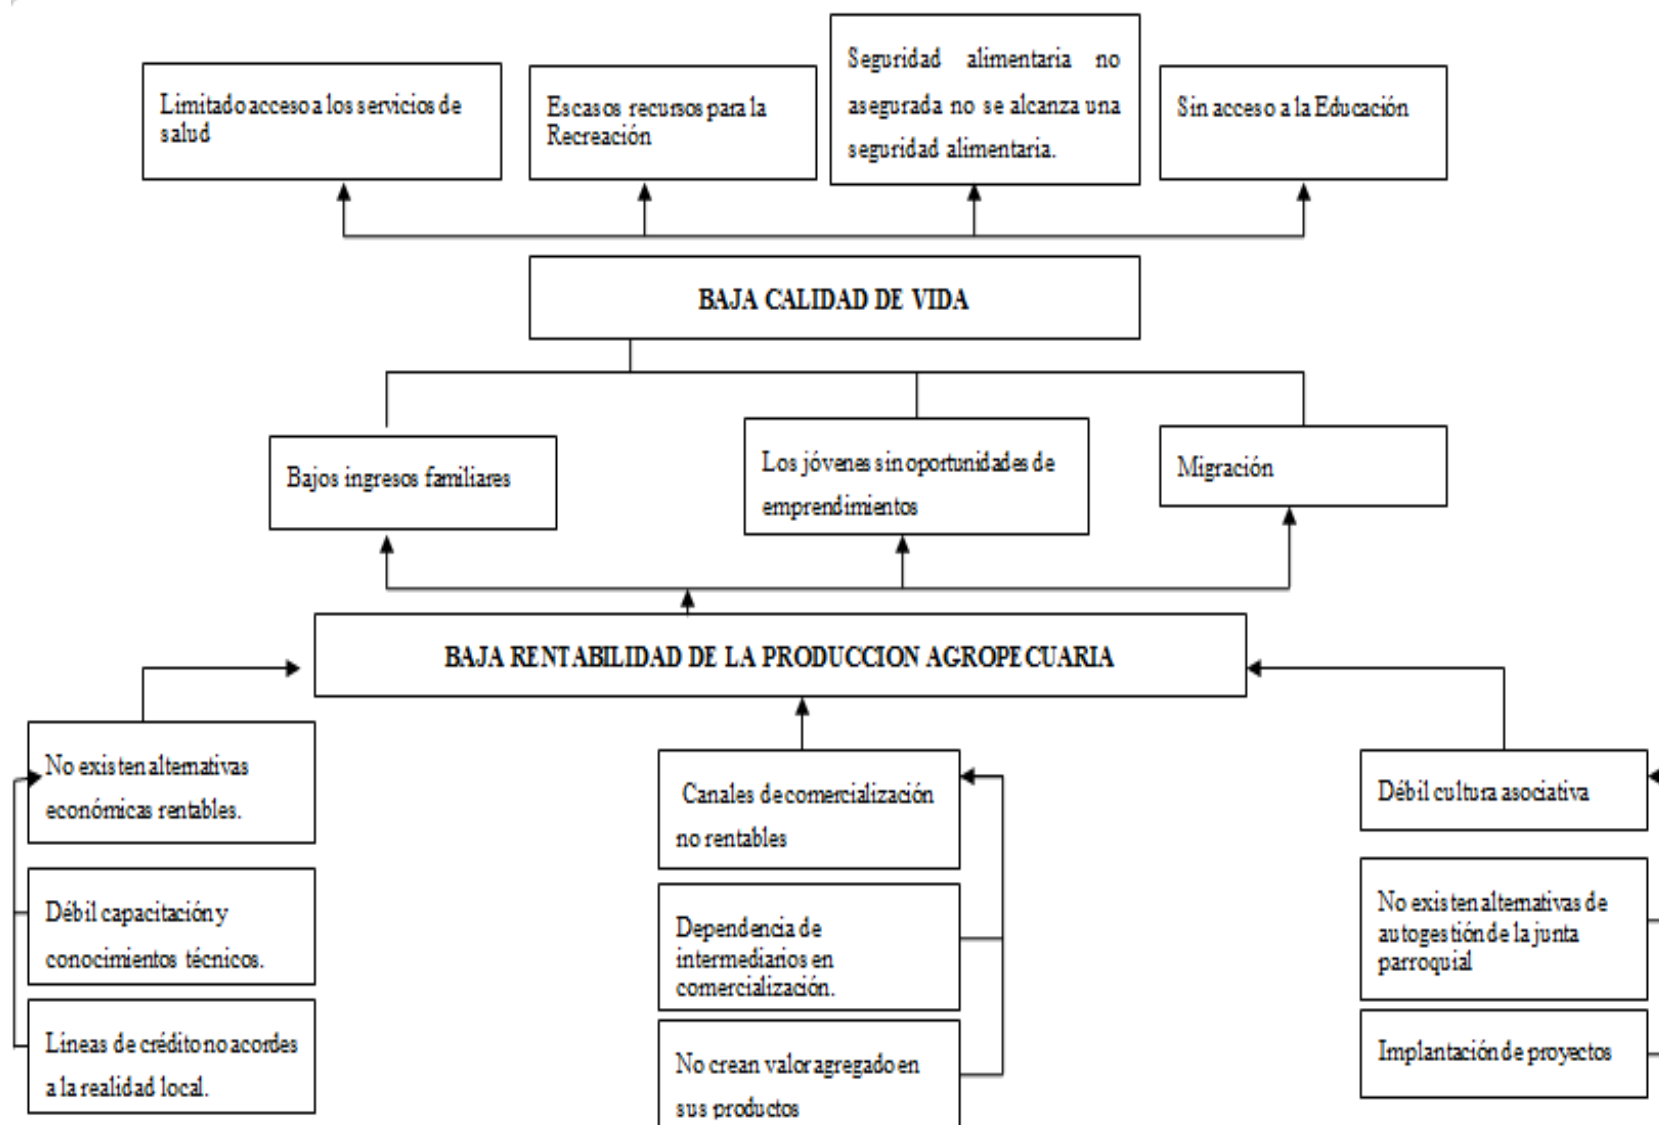 Limitado acceso a los servicios de
salud
Escasos recursos para la
Recreación
Seguridad alimentaria no
asegurada no se alcanza una
seguridad alimentaria.
Sin acceso a la Educación
BAJA CALIDAD DE VIDA
Bajos ingresos familiares
Los jóvenes sin oportunidades de
emprendimientos
Migración
BAJA RENTABILIDAD DE LA PRODUCCION AGROPECUARIA
No existen alternativas
económicas rentables.
Débil capacitación y
conocimientos técnicos.
Líneas de crédito no acordes
a la realidad local.
Canales de comercialización
no rentables
Dependencia de
intermediarios en
comercialización.
No crean valor agregado en
sus productos
Débil cultura asociativa
No existen alternativas de
autogestión de la junta
parroquial
Implantación de proyectos